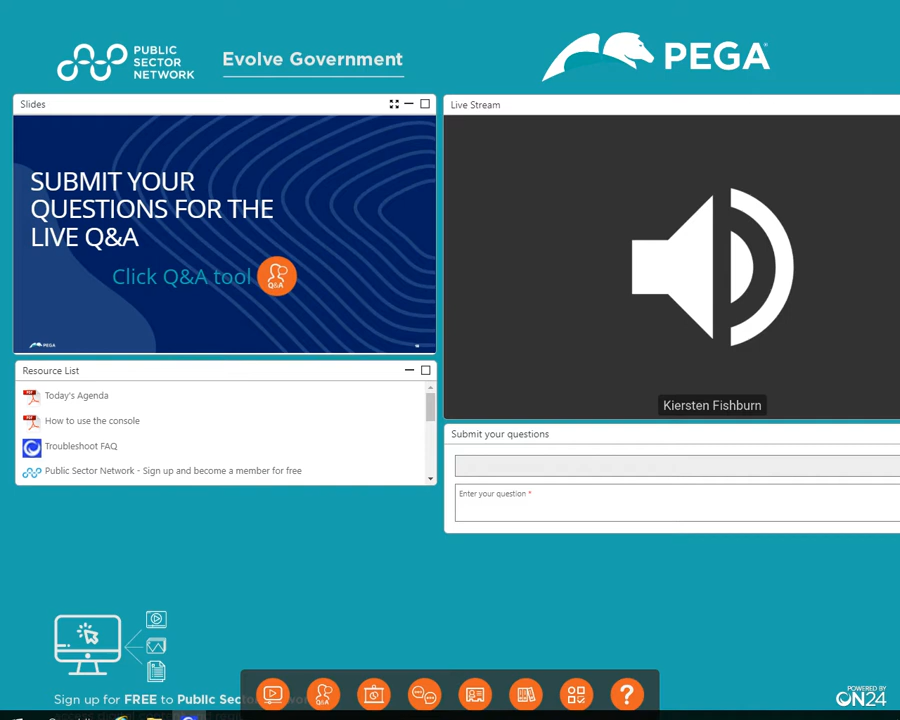 PUBLIC
SECTOR
NETWORK
Evolve Government
PEGA
Slides
SUBMIT YOUR
QUESTIONS FOR THE
LIVE Q&A
Click Q&A tool
Q&A
PEGA
Live Stream
Kiersten Fishburn
Resource List
Today's Agenda
How to use the console
Troubleshoot FAQ
Public Sector Network - Sign up and become a member for free
Submit your questions
Enter your question *
Sign up for FREE to Public Sec
Q&A
?
POWERED BY
ON24